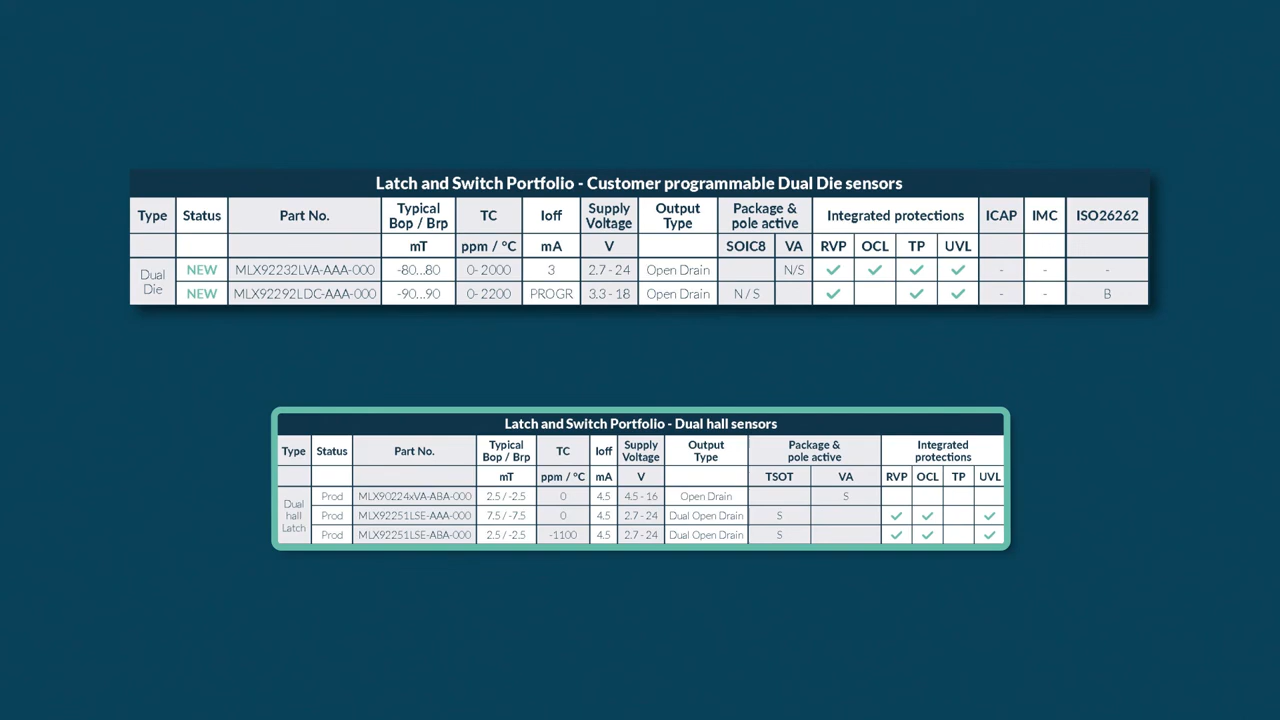 Latch and Switch Portfolio - Customer programmable Dual Die sensors
Type Status Part No. Typical Bop / Brp TC Ioff Supply Voltage Output Type Package & pole active Integrated protections ICAP IMC ISO26262
mT ppm / °C mA V SOIC8 VA RVP OCL TP UVL
Dual Die
NEW MLX92232LVA-AAA-000 -80...80 0- 2000 3 2.7 - 24 Open Drain N/S ✓ ✓ ✓ ✓ - - -
NEW MLX92292LDC-AAA-000 -90...90 0- 2200 PROGR 3.3 - 18 Open Drain N / S ✓ ✓ ✓ - - B
Latch and Switch Portfolio - Dual hall sensors
Type Status Part No. Typical Bop / Brp TC Ioff Supply Voltage Output Type Package & pole active Integrated protections
mT ppm / °C mA V TSOT VA RVP OCL TP UVL
Dual hall Latch
Prod MLX90224xVA-ABA-000 2.5 / -2.5 0 4.5 4.5 - 16 Open Drain S
Prod MLX92251LSE-AAA-000 7.5 / -7.5 0 4.5 2.7 - 24 Dual Open Drain S ✓ ✓ ✓
Prod MLX92251LSE-ABA-000 2.5 / -2.5 -1100 4.5 2.7 - 24 Dual Open Drain S ✓ ✓ ✓